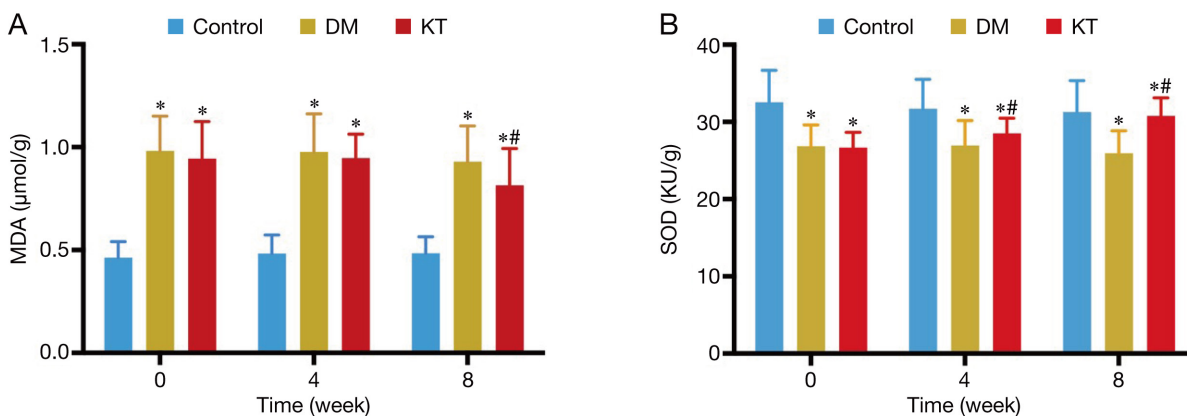 A
Control DM KT
1.5
1.0
0.5
0.0
MDA (μmol/g)
* * * * * *#
0 4 8
Time (week)
B
Control DM KT
40
30
20
10
0
SOD (KU/g)
* * * *# * *#
0 4 8
Time (week)